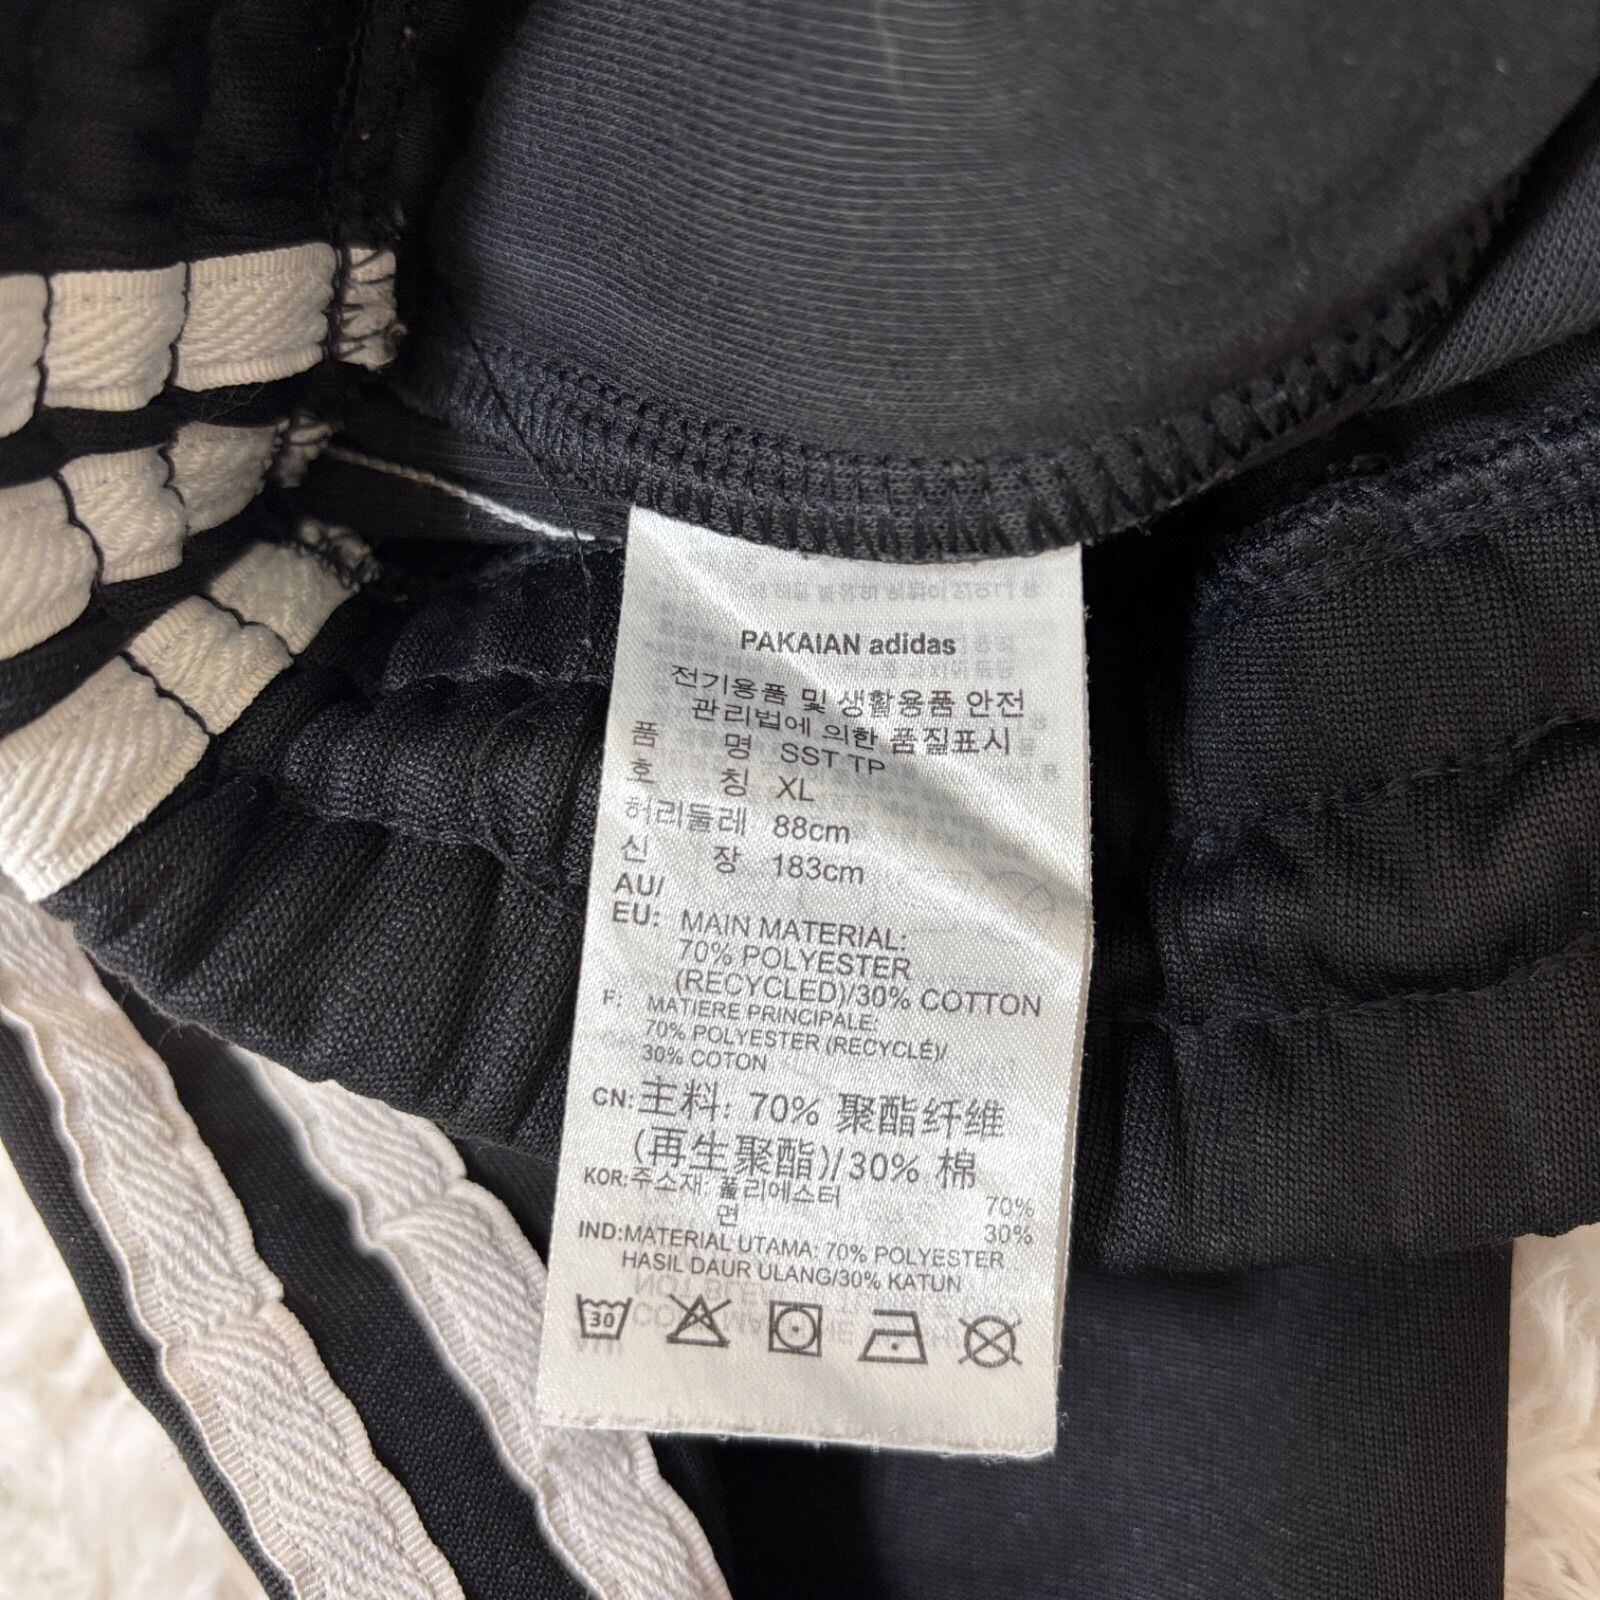 PAKAIAN adidas
전기용품 및 생활용품 안전
관리법에 의한 품질표시
품 명 SST TP
호 칭 XL
허리둘레 88cm
신 장 183cm
AU/
EU: MAIN MATERIAL:
70% POLYESTER
(RECYCLED)/30% COTTON
F: MATIERE PRINCIPALE:
70% POLYESTER (RECYCLÉ)/
30% COTON
CN:主料: 70% 聚酯纤维
(再生聚酯)/30% 棉
KOR:주소재: 폴리에스터 70%
면 30%
IND:MATERIAL UTAMA: 70% POLYESTER
HASIL DAUR ULANG/30% KATUN
30